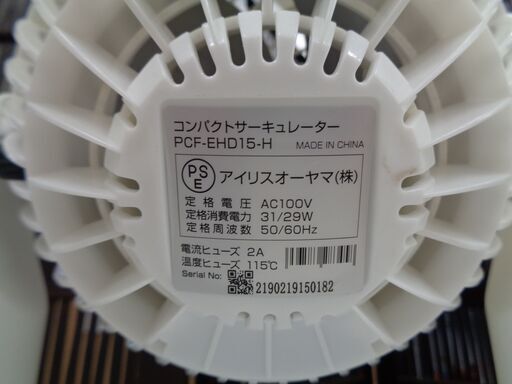 コンパクトサーキュレーター
PCF-EHD15-H MADE IN CHINA
PS E アイリスオーヤマ(株)
定格電圧 AC100V
定格消費電力 31/29W
定格周波数 50/60Hz
電流ヒューズ 2A
温度ヒューズ 115℃
Serial No:
2190219150182